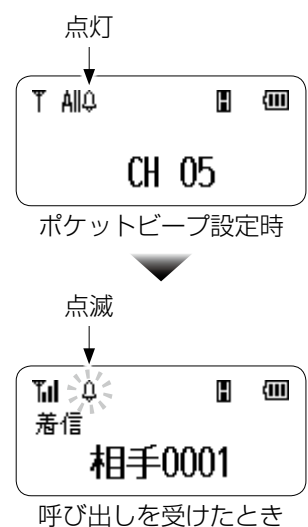 点灯
All H
CH 05
ポケットビープ設定時
点滅
H
着信
相手0001
呼び出しを受けたとき